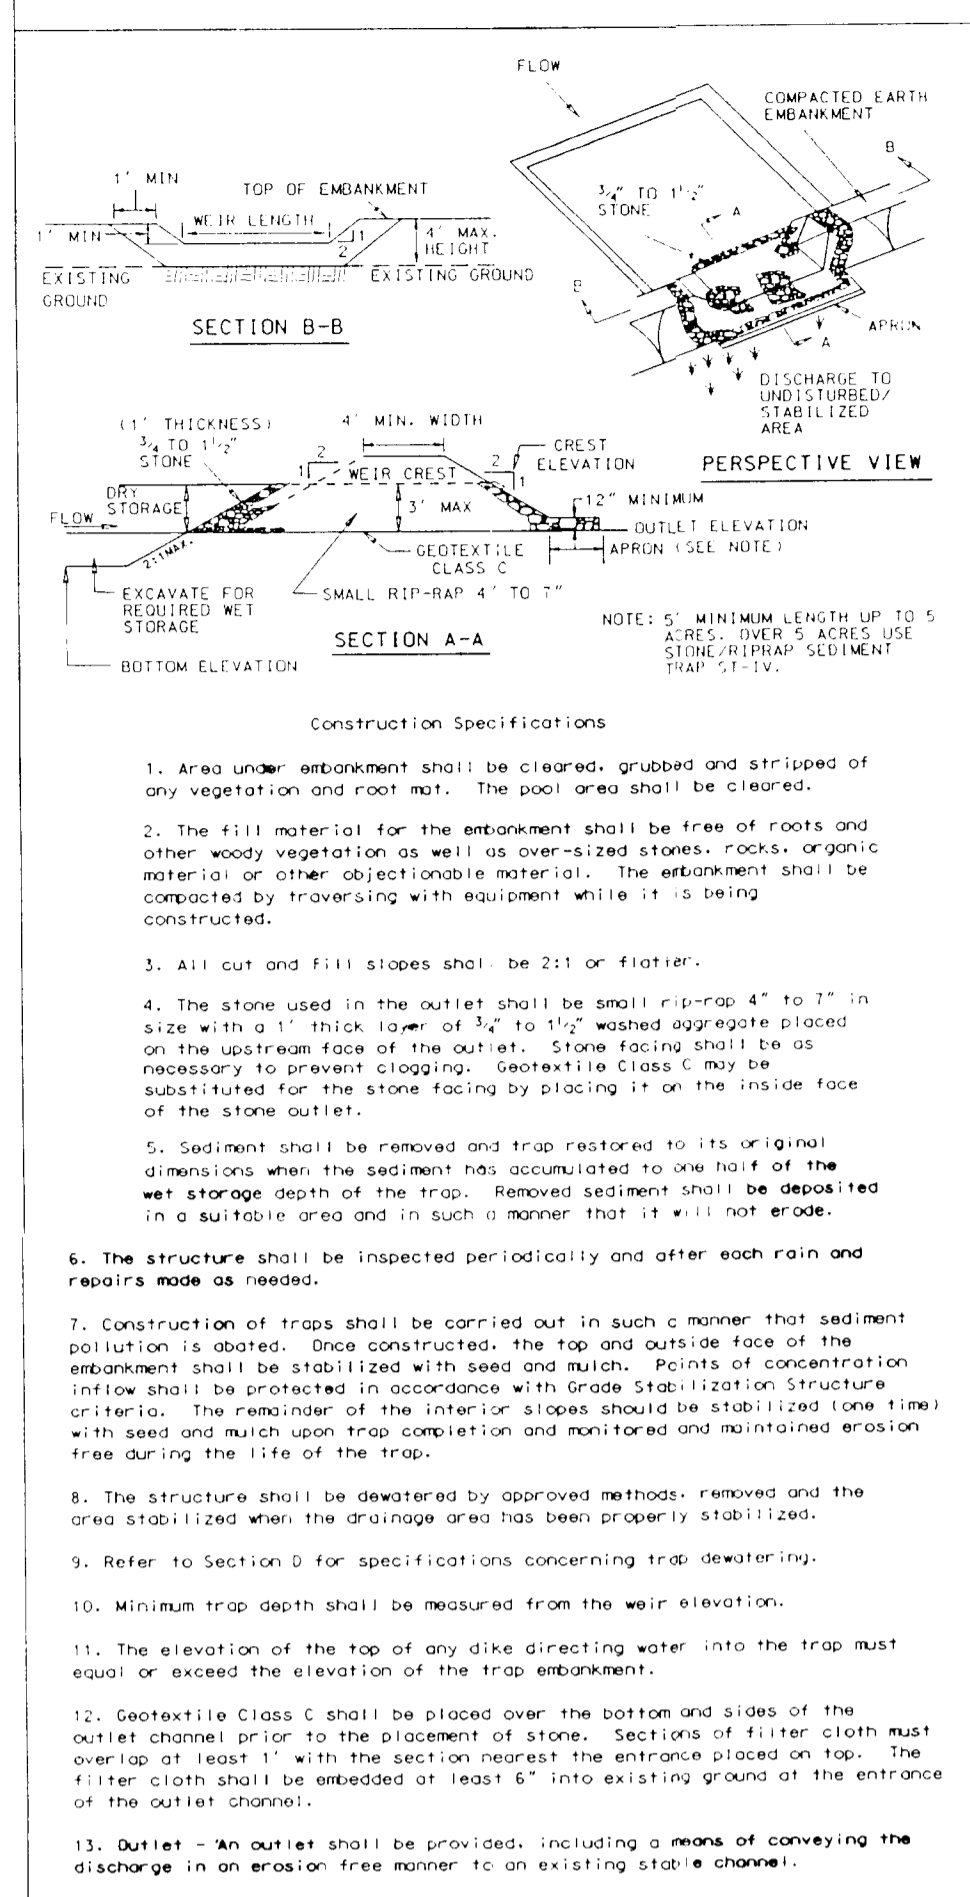 FLOW
COMPACTED EARTH
EMBANKMENT
B
3/4" TO 1 1/2"
STONE
A
B
APRON
A
DISCHARGE TO
UNDISTURBED/
STABILIZED
AREA
PERSPECTIVE VIEW
1' MIN
TOP OF EMBANKMENT
WEIR LENGTH
1' MIN
1
2
4' MAX.
HEIGHT
EXISTING
GROUND
EXISTING GROUND
SECTION B-B
(1' THICKNESS)
3/4 TO 1 1/2"
STONE
4' MIN. WIDTH
2
1
WEIR CREST
2
1
CREST
ELEVATION
DRY
STORAGE
3' MAX
12" MINIMUM
FLOW
OUTLET ELEVATION
2:1 MAX.
GEOTEXTILE
CLASS C
APRON (SEE NOTE)
EXCAVATE FOR
REQUIRED WET
STORAGE
SMALL RIP-RAP 4' TO 7"
BOTTOM ELEVATION
SECTION A-A
NOTE: 5' MINIMUM LENGTH UP TO 5
ACRES. OVER 5 ACRES USE
STONE/RIPRAP SEDIMENT
TRAP ST-IV.
Construction Specifications
1. Area under embankment shall be cleared, grubbed and stripped of
any vegetation and root mat. The pool area shall be cleared.
2. The fill material for the embankment shall be free of roots and
other woody vegetation as well as over-sized stones, rocks, organic
material or other objectionable material. The embankment shall be
compacted by traversing with equipment while it is being
constructed.
3. All cut and fill slopes shall be 2:1 or flatter.
4. The stone used in the outlet shall be small rip-rap 4" to 7" in
size with a 1' thick layer of 3/4" to 1 1/2" washed aggregate placed
on the upstream face of the outlet. Stone facing shall be as
necessary to prevent clogging. Geotextile Class C may be
substituted for the stone facing by placing it on the inside face
of the stone outlet.
5. Sediment shall be removed and trap restored to its original
dimensions when the sediment has accumulated to one half of the
wet storage depth of the trap. Removed sediment shall be deposited
in a suitable area and in such a manner that it will not erode.
6. The structure shall be inspected periodically and after each rain and
repairs made as needed.
7. Construction of traps shall be carried out in such a manner that sediment
pollution is abated. Once constructed, the top and outside face of the
embankment shall be stabilized with seed and mulch. Points of concentration
inflow shall be protected in accordance with Grade Stabilization Structure
criteria. The remainder of the interior slopes should be stabilized (one time)
with seed and mulch upon trap completion and monitored and maintained erosion
free during the life of the trap.
8. The structure shall be dewatered by approved methods, removed and the
area stabilized when the drainage area has been properly stabilized.
9. Refer to Section D for specifications concerning trap dewatering.
10. Minimum trap depth shall be measured from the weir elevation.
11. The elevation of the top of any dike directing water into the trap must
equal or exceed the elevation of the trap embankment.
12. Geotextile Class C shall be placed over the bottom and sides of the
outlet channel prior to the placement of stone. Sections of filter cloth must
overlap at least 1' with the section nearest the entrance placed on top. The
filter cloth shall be embedded at least 6" into existing ground at the entrance
of the outlet channel.
13. Outlet - An outlet shall be provided, including a means of conveying the
discharge in an erosion free manner to an existing stable channel.